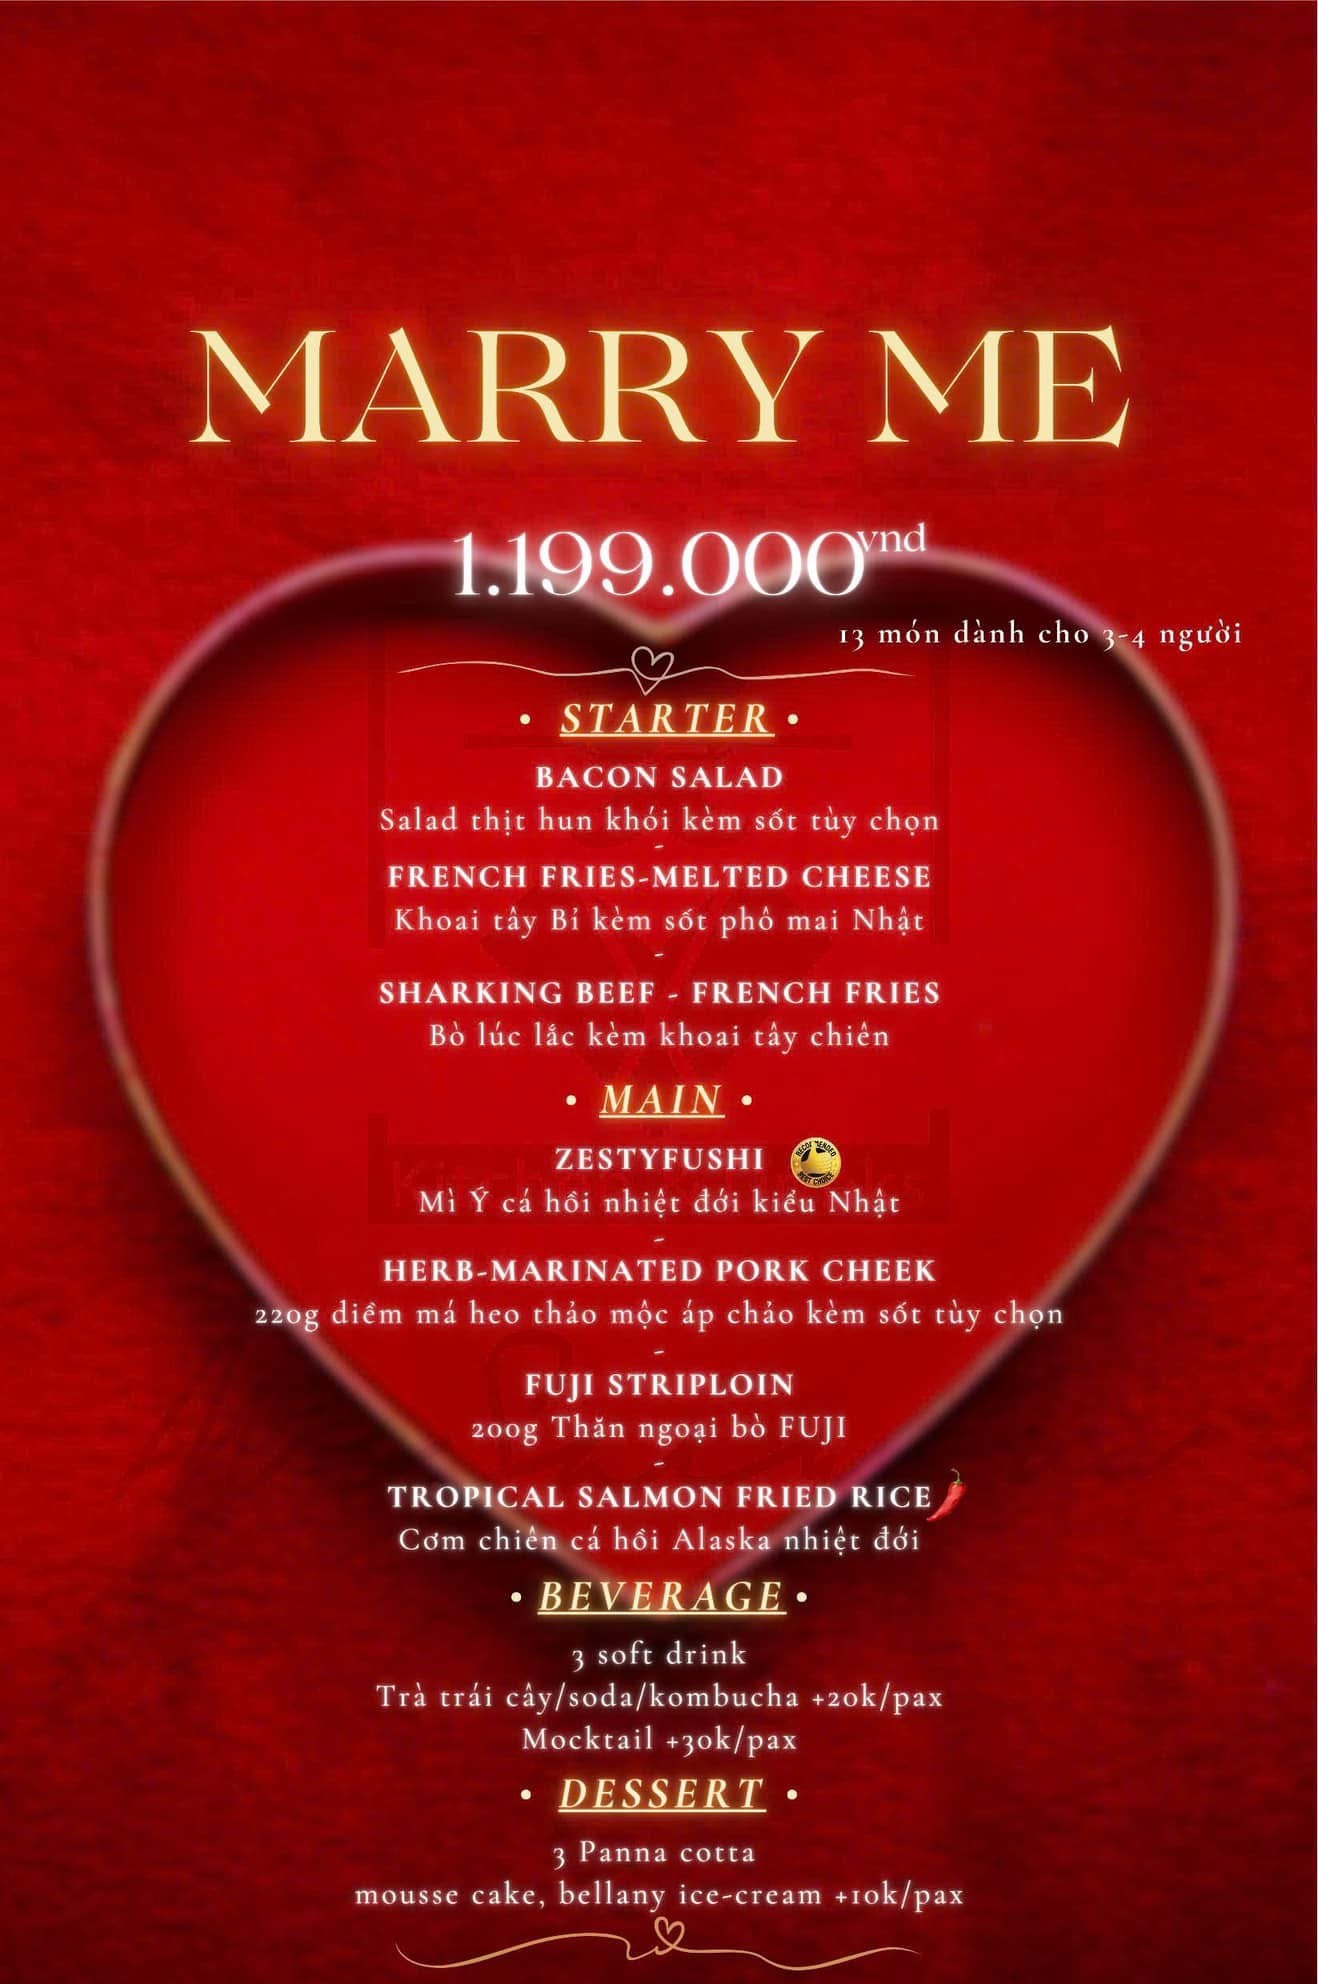 MARRY ME
1.199.000vnd
13 món dành cho 3-4 người
• STARTER •
BACON SALAD
Salad thịt hun khói kèm sốt tùy chọn
-
FRENCH FRIES-MELTED CHEESE
Khoai tây Bỉ kèm sốt phô mai Nhật
-
SHARKING BEEF - FRENCH FRIES
Bò lúc lắc kèm khoai tây chiên
• MAIN •
ZESTYFUSHI
RECOMMENDED
BEST CHOICE
Mì Ý cá hồi nhiệt đới kiểu Nhật
-
HERB-MARINATED PORK CHEEK
220g diềm má heo thảo mộc áp chảo kèm sốt tùy chọn
-
FUJI STRIPLOIN
200g Thăn ngoại bò FUJI
-
TROPICAL SALMON FRIED RICE
Cơm chiên cá hồi Alaska nhiệt đới
• BEVERAGE •
3 soft drink
Trà trái cây/soda/kombucha +20k/pax
Mocktail +30k/pax
• DESSERT •
3 Panna cotta
mousse cake, bellany ice-cream +10k/pax